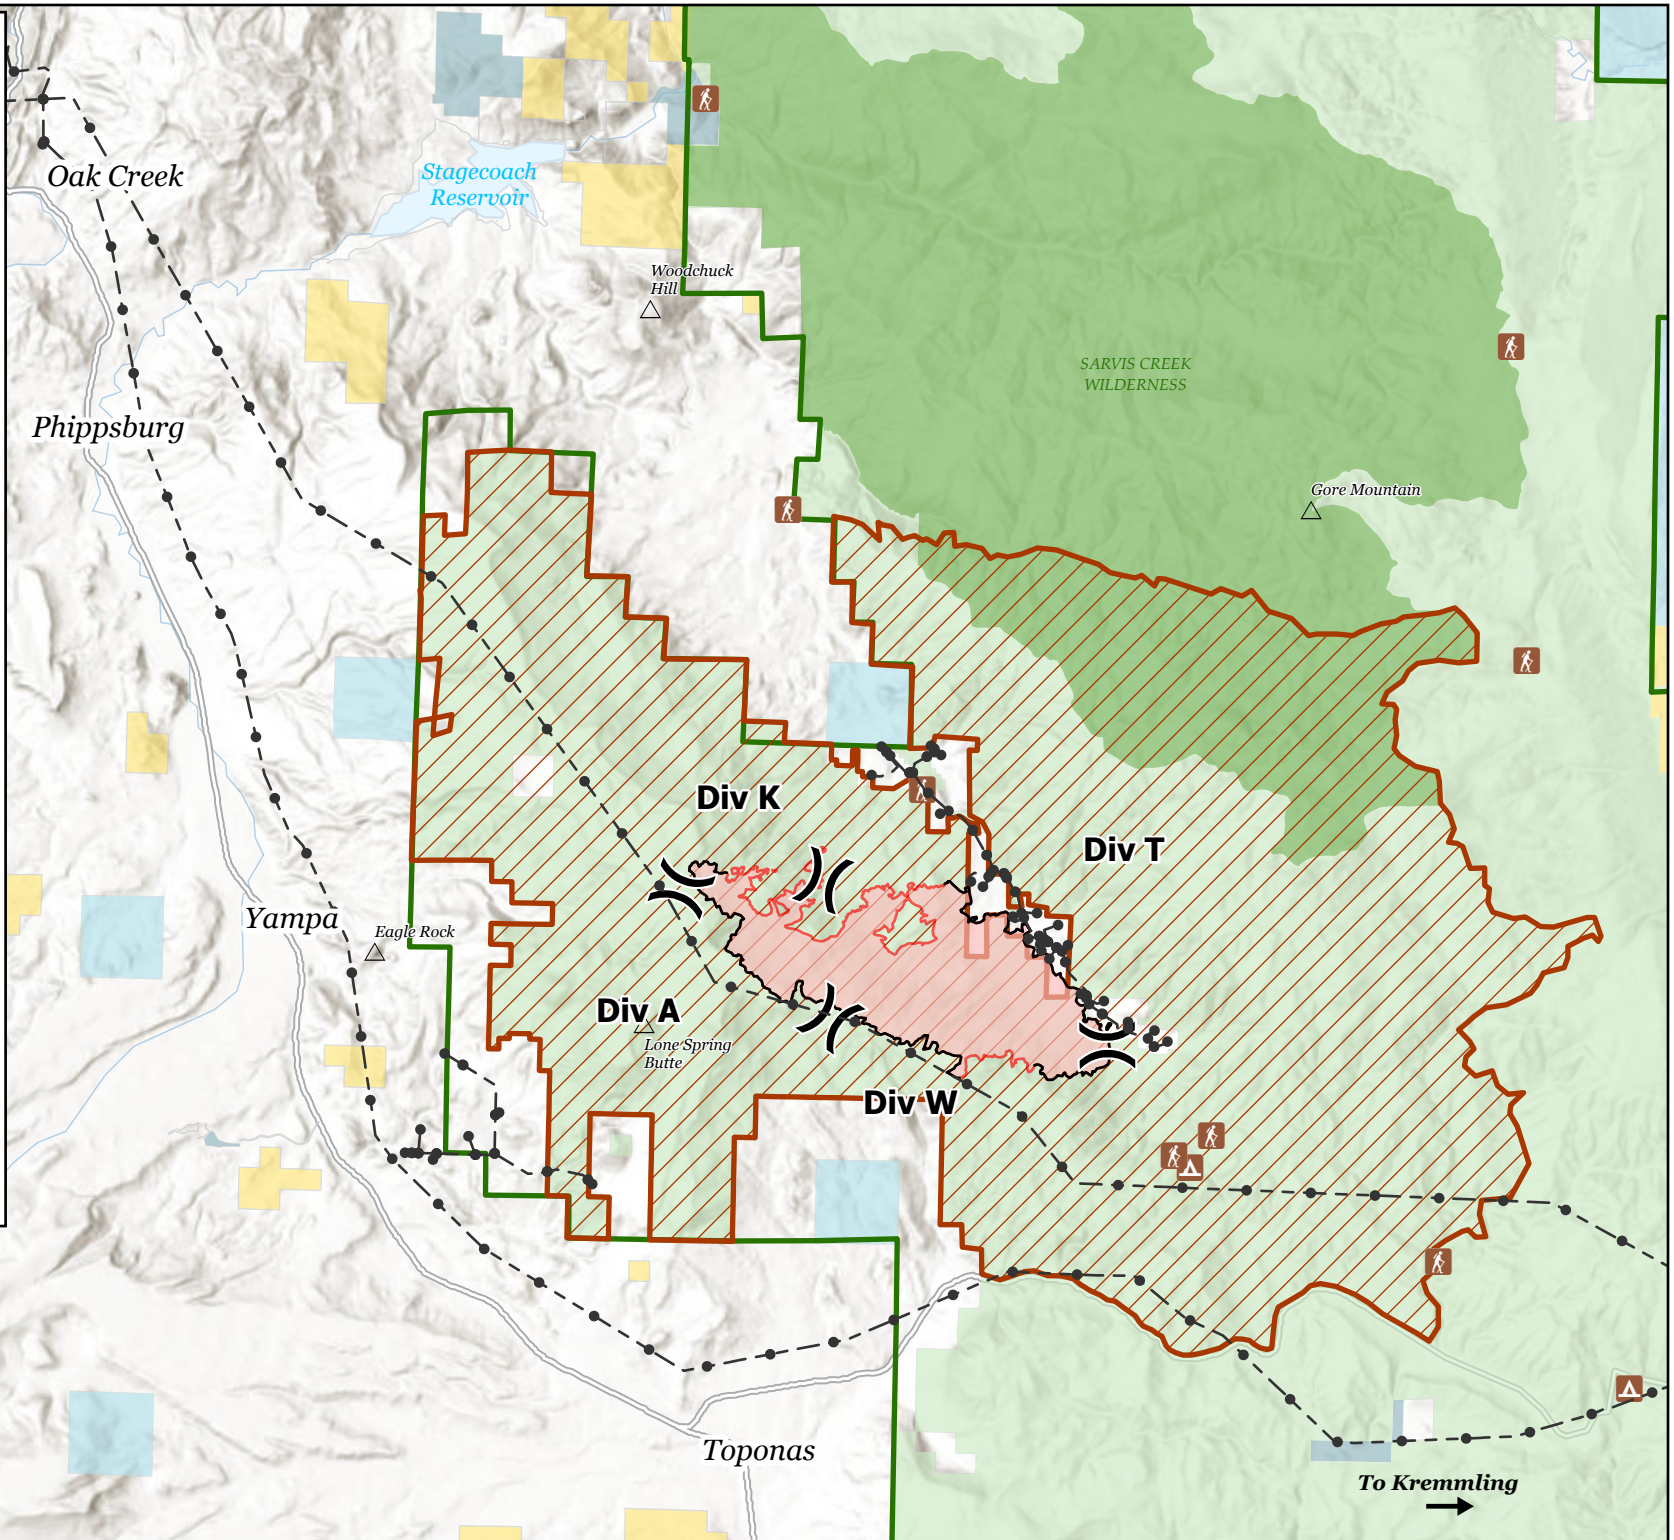 Oak Creek
Stagecoach
Reservoir
Woodchuck
Hill
SARVIS CREEK
WILDERNESS
Phippsburg
Gore Mountain
Div K
Div T
Yampa
Eagle Rock
Div A
Lone Spring
Butte
Div W
Toponas
To Kremmling